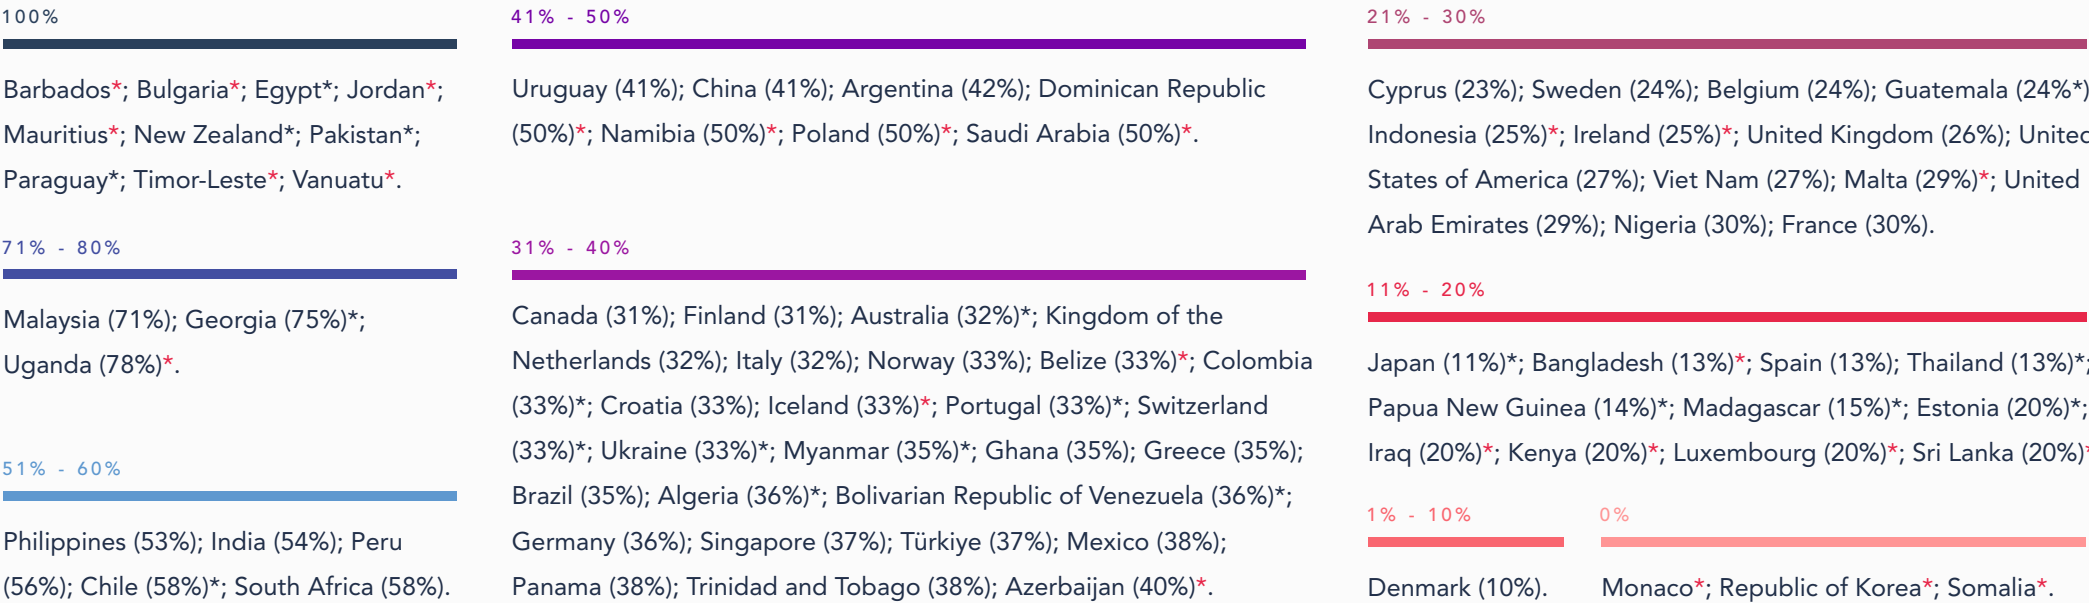 100%
Barbados*; Bulgaria*; Egypt*; Jordan*;
Mauritius*; New Zealand*; Pakistan*;
Paraguay*; Timor-Leste*; Vanuatu*.
71% - 80%
Malaysia (71%); Georgia (75%)*;
Uganda (78%)*.
51% - 60%
Philippines (53%); India (54%); Peru
(56%); Chile (58%)*; South Africa (58%).
41% - 50%
Uruguay (41%); China (41%); Argentina (42%); Dominican Republic
(50%)*; Namibia (50%)*; Poland (50%)*; Saudi Arabia (50%)*.
31% - 40%
Canada (31%); Finland (31%); Australia (32%)*; Kingdom of the
Netherlands (32%); Italy (32%); Norway (33%); Belize (33%)*; Colombia
(33%)*; Croatia (33%); Iceland (33%)*; Portugal (33%)*; Switzerland
(33%)*; Ukraine (33%)*; Myanmar (35%)*; Ghana (35%); Greece (35%);
Brazil (35%); Algeria (36%)*; Bolivarian Republic of Venezuela (36%)*;
Germany (36%); Singapore (37%); Türkiye (37%); Mexico (38%);
Panama (38%); Trinidad and Tobago (38%); Azerbaijan (40%)*.
21% - 30%
Cyprus (23%); Sweden (24%); Belgium (24%); Guatemala (24%*)
Indonesia (25%)*; Ireland (25%)*; United Kingdom (26%); United
States of America (27%); Viet Nam (27%); Malta (29%)*; United
Arab Emirates (29%); Nigeria (30%); France (30%).
11% - 20%
Japan (11%)*; Bangladesh (13%)*; Spain (13%); Thailand (13%)*;
Papua New Guinea (14%)*; Madagascar (15%)*; Estonia (20%)*;
Iraq (20%)*; Kenya (20%)*; Luxembourg (20%)*; Sri Lanka (20%)*
1% - 10%
Denmark (10%).
0%
Monaco*; Republic of Korea*; Somalia*.